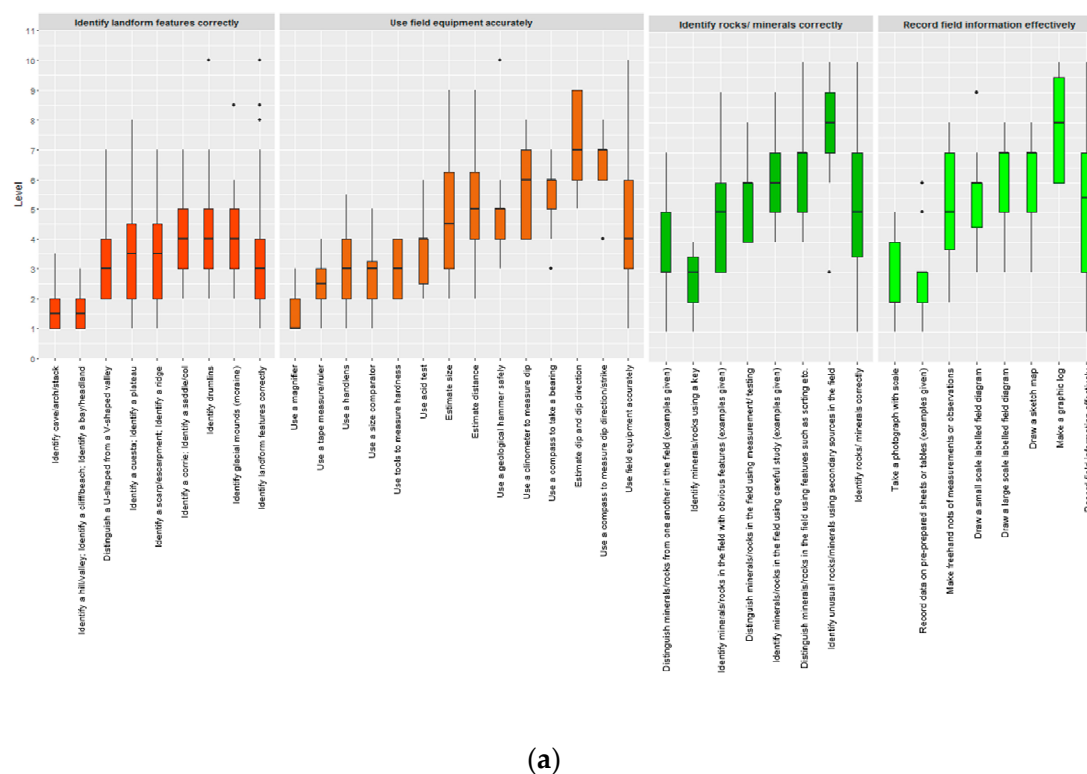 Identify landform features correctly
Use field equipment accurately
Identify rocks/ minerals correctly
Record field information effectively
Level
11
10
9
8
7
6
5
4
3
2
1
0
Identify cave/arch/stack
Identify a hill/valley; Identify a cliff/beach; Identify a bay/headland
Distinguish a U-shaped from a V-shaped valley
Identify a cuesta; Identify a plateau
Identify a scarp/escarpment; Identify a ridge
Identify a corrie; Identify a saddle/col
Identify drumlins
Identify glacial mounds (moraine)
Identify landform features correctly
Use a magnifier
Use a tape measure/ruler
Use a handlens
Use a size comparator
Use tools to measure hardness
Use acid test
Estimate size
Estimate distance
Use a geological hammer safely
Use a clinometer to measure dip
Use a compass to take a bearing
Estimate dip and dip direction
Use a compass to measure dip direction/strike
Use field equipment accurately
Distinguish minerals/rocks from one another in the field (examples given)
Identify minerals/rocks using a key
Identify minerals/rocks in the field with obvious features (examples given)
Distinguish minerals/rocks in the field using measurement/ testing
Identify minerals/rocks in the field using careful study (examples given)
Distinguish minerals/rocks in the field using features such as sorting etc.
Identify unusual rocks/minerals using secondary sources in the field
Identify rocks/ minerals correctly
Take a photograph with scale
Record data on pre-prepared sheets or tables (examples given)
Make freehand nots of measurements or observations
Draw a small scale labelled field diagram
Draw a large scale labelled field diagram
Draw a sketch map
Make a graphic log
(a)